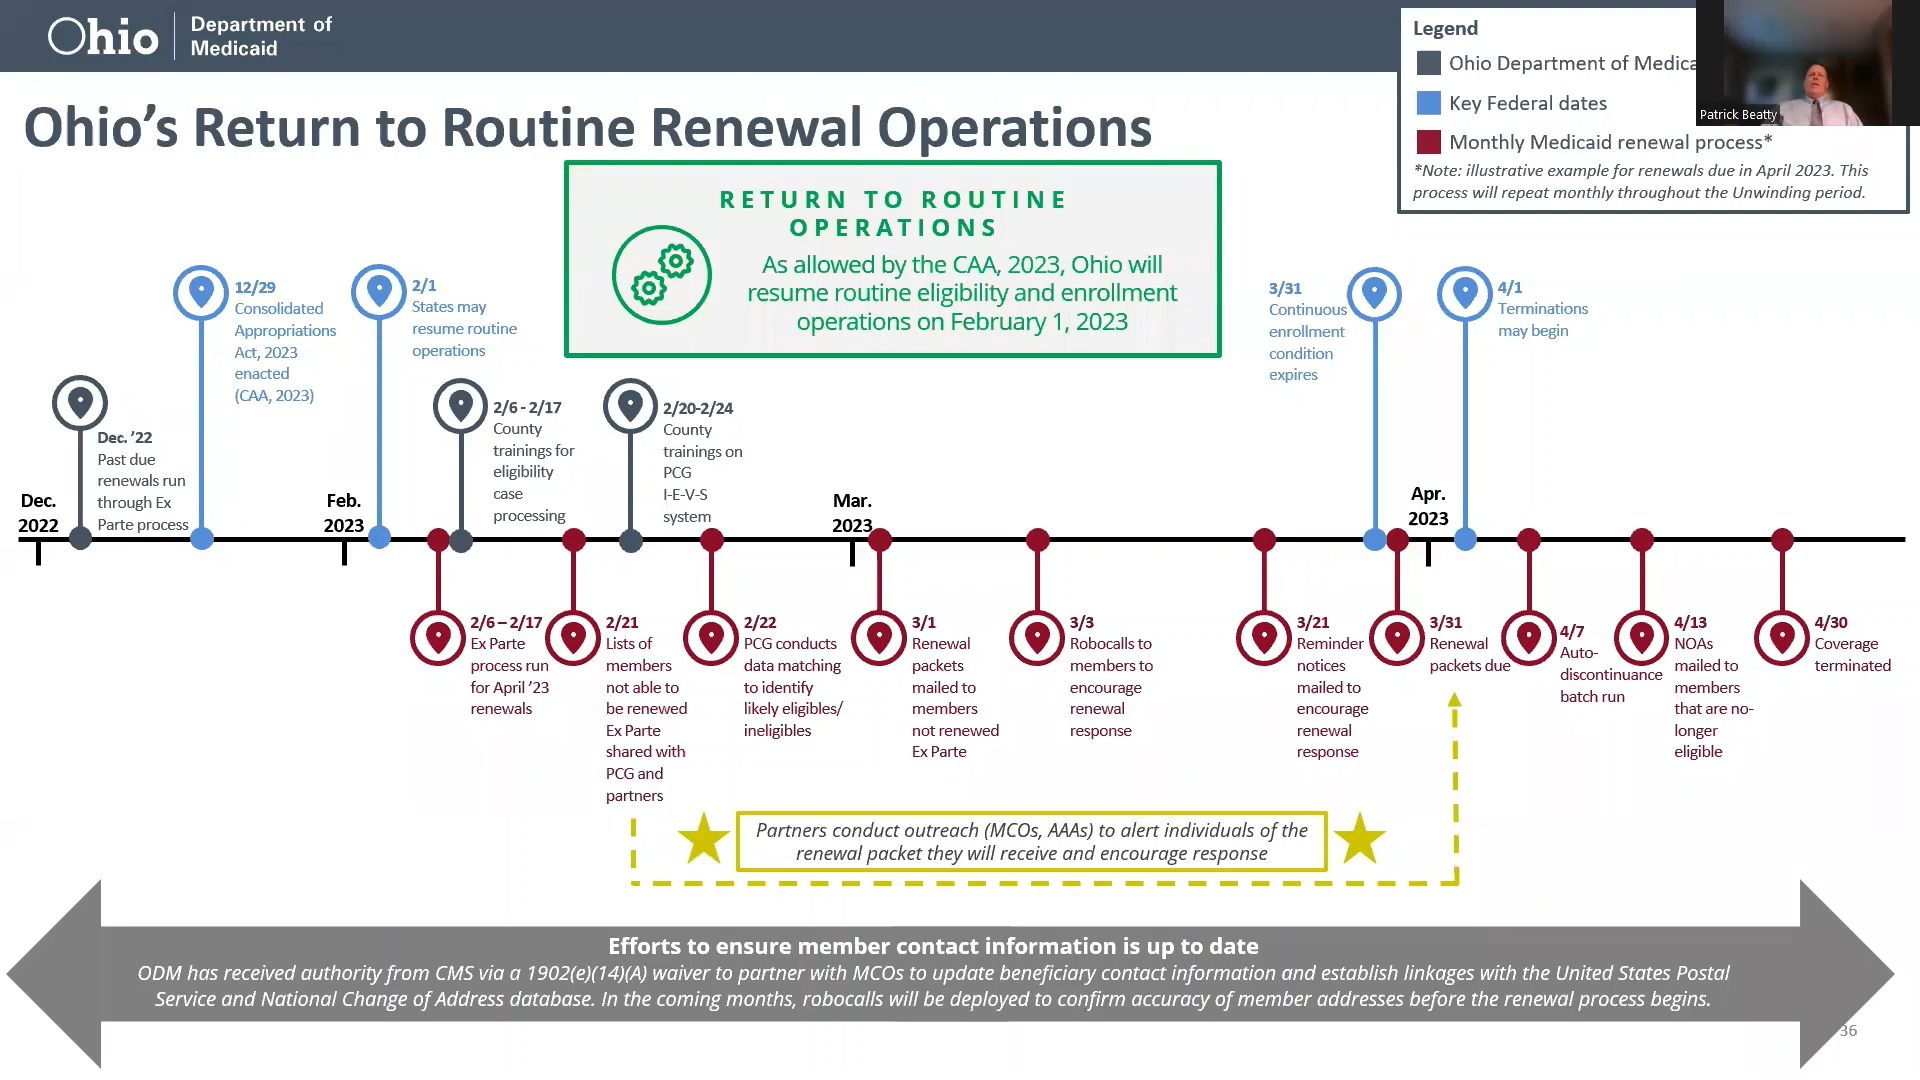 Ohio
Department of
Medicaid
Legend
Ohio Department of Medica
Key Federal dates
Monthly Medicaid renewal process*
*Note: illustrative example for renewals due in April 2023. This
process will repeat monthly throughout the Unwinding period.
Patrick Beatty
Ohio's Return to Routine Renewal Operations
RETURN TO ROUTINE
OPERATIONS
As allowed by the CAA, 2023, Ohio will
resume routine eligibility and enrollment
operations on February 1, 2023
12/29
Consolidated
Appropriations
Act, 2023
enacted
(CAA, 2023)
2/1
States may
resume routine
operations
3/31
Continuous
enrollment
condition
expires
4/1
Terminations
may begin
Dec. '22
Past due
renewals run
through Ex
Parte process
2/6 - 2/17
County
trainings for
eligibility
case
processing
2/20-2/24
County
trainings on
PCG
I-E-V-S
system
Dec.
2022
Feb.
2023
Mar.
2023
Apr.
2023
2/6 – 2/17
Ex Parte
process run
for April '23
renewals
2/21
Lists of
members
not able to
be renewed
Ex Parte
shared with
PCG and
partners
2/22
PCG conducts
data matching
to identify
likely eligibles/
ineligibles
3/1
Renewal
packets
mailed to
members
not renewed
Ex Parte
3/3
Robocalls to
members to
encourage
renewal
response
3/21
Reminder
notices
mailed to
encourage
renewal
response
3/31
Renewal
packets due
4/7
Auto-
discontinuance
batch run
4/13
NOAs
mailed to
members
that are no-
longer
eligible
4/30
Coverage
terminated
Partners conduct outreach (MCOs, AAAs) to alert individuals of the
renewal packet they will receive and encourage response
Efforts to ensure member contact information is up to date
ODM has received authority from CMS via a 1902(e)(14)(A) waiver to partner with MCOs to update beneficiary contact information and establish linkages with the United States Postal
Service and National Change of Address database. In the coming months, robocalls will be deployed to confirm accuracy of member addresses before the renewal process begins.
36